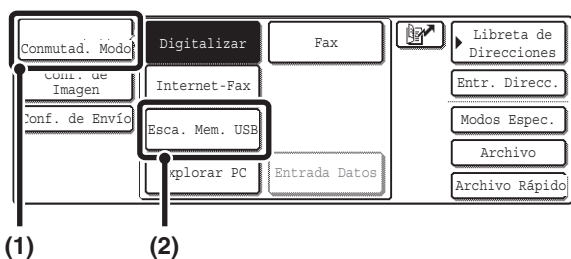 Conmutad. Modo
Digitalizar
Fax
Libreta de
Direcciones
Conf. de
Imagen
Internet-Fax
Entr. Direcc.
Conf. de Envío
Esca. Mem. USB
Modos Espec.
Explorar PC
Entrada Datos
Archivo
Archivo Rápido
(1)
(2)